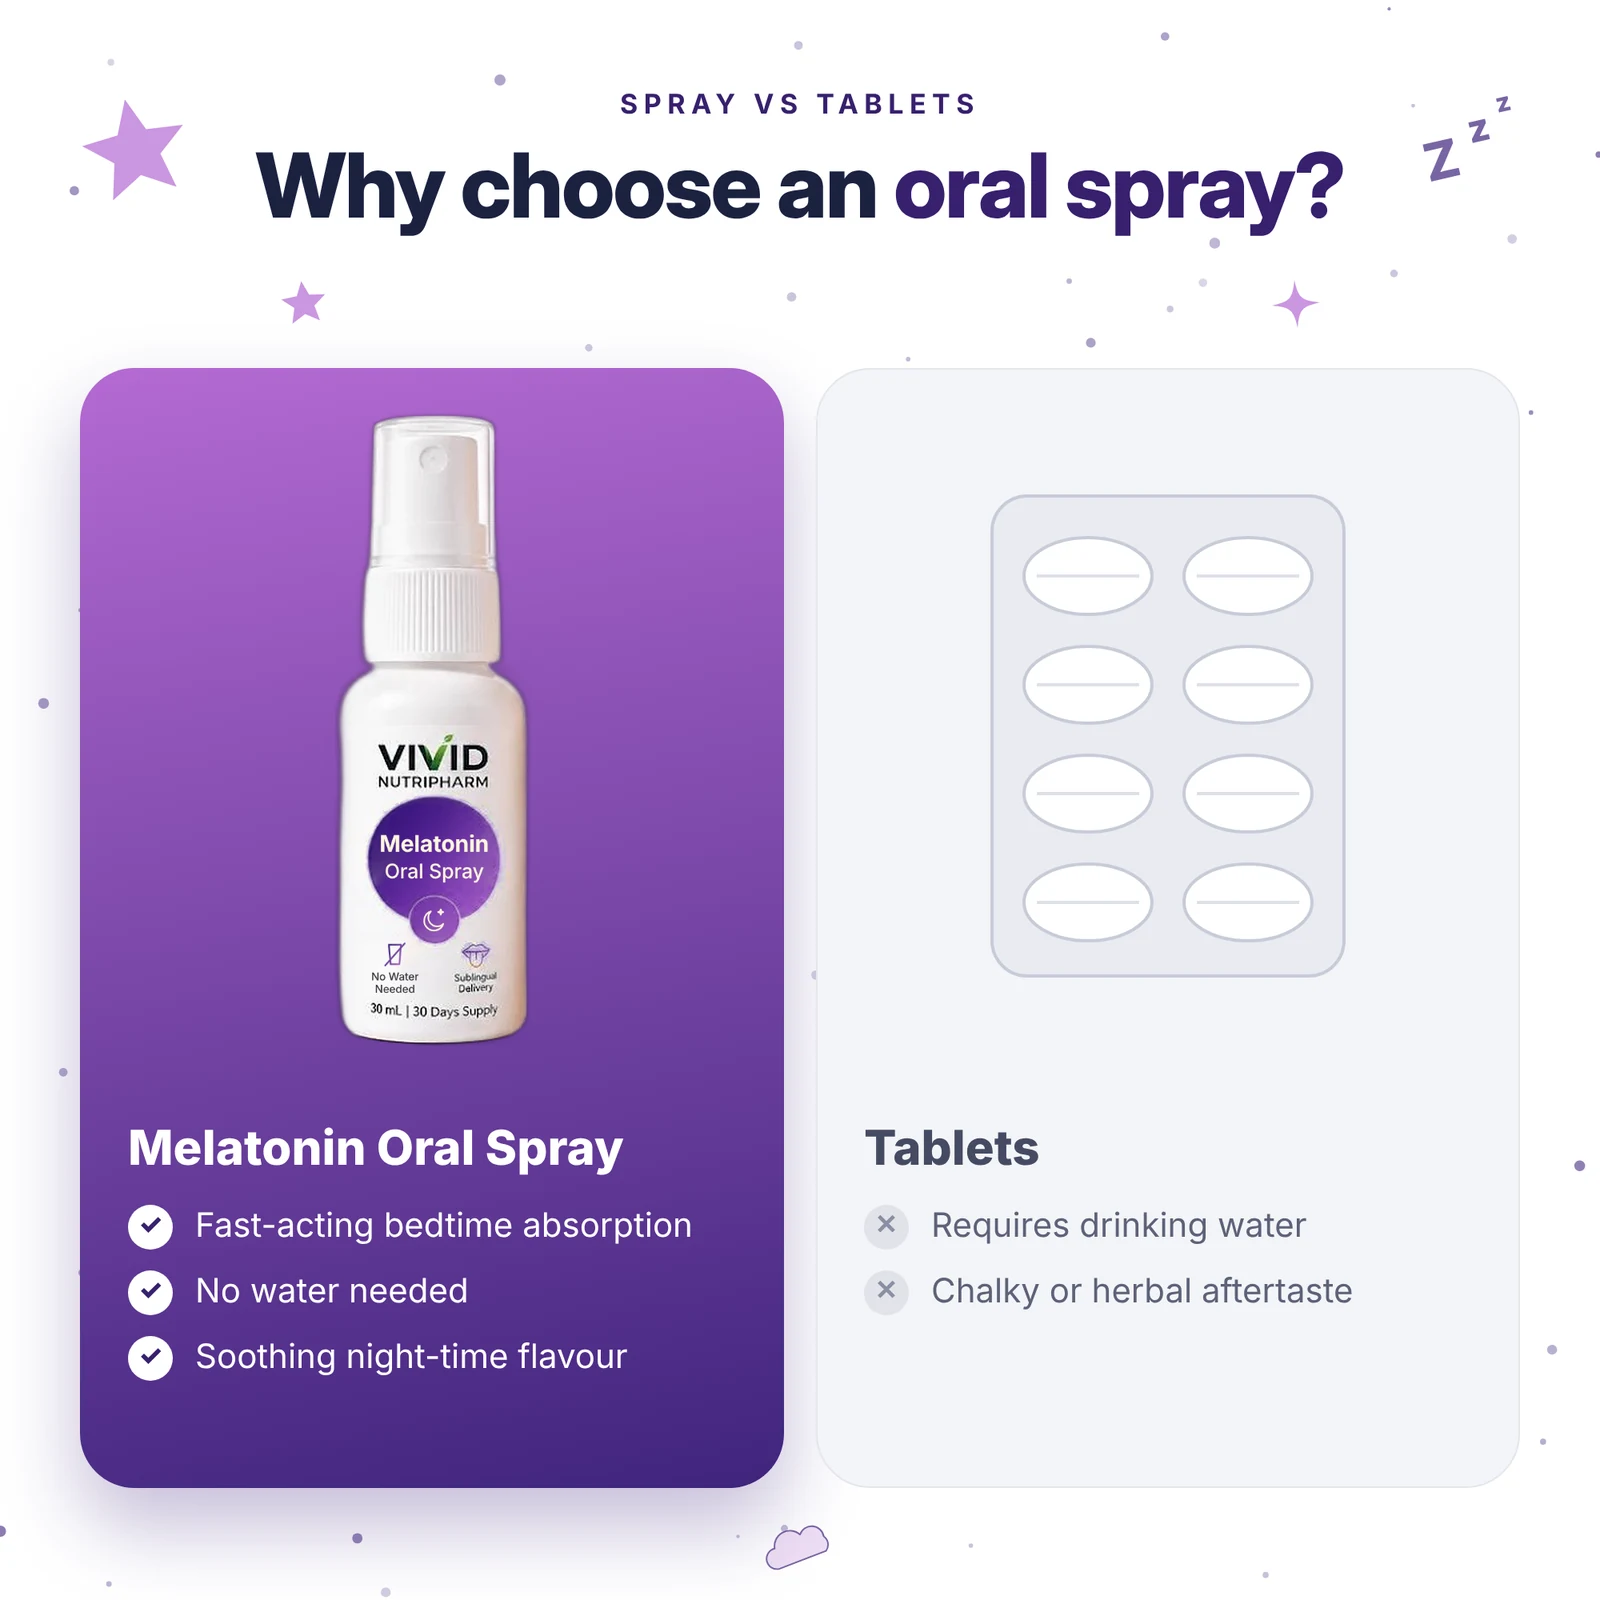 SPRAY VS TABLETS
Why choose an oral spray?
Z z z
VIVID
NUTRIPHARM
Melatonin
Oral Spray
No Water
Needed
Sublingual
Delivery
30 mL | 30 Days Supply
Melatonin Oral Spray
Fast-acting bedtime absorption
No water needed
Soothing night-time flavour
Tablets
Requires drinking water
Chalky or herbal aftertaste